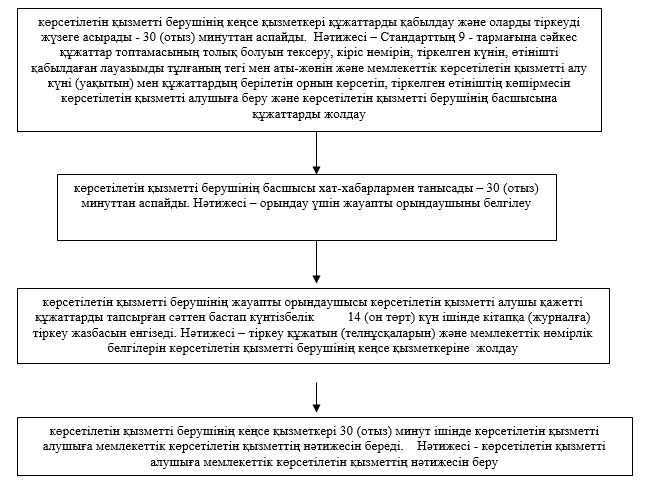 көрсетілетін қызметті берушінің кеңсе қызметкері құжаттарды қабылдау және оларды тіркеуді
жүзеге асырады - 30 (отыз) минуттан аспайды. Нәтижесі – Стандарттың 9 - тармағына сәйкес
құжаттар топтамасының толық болуын тексеру, кіріс нөмірін, тіркелген күнін, өтінішті
қабылдаған лауазымды тұлғаның тегі мен аты-жөнін және мемлекеттік көрсетілетін қызметті алу
күні (уақытын) мен құжаттардың берілетін орнын көрсетіп, тіркелген өтініштің көшірмесін
көрсетілетін қызметті алушыға беру және көрсетілетін қызметті берушінің басшысына
құжаттарды жолдау
көрсетілетін қызметті берушінің басшысы хат-хабарлармен танысады – 30 (отыз)
минуттан аспайды. Нәтижесі – орындау үшін жауапты орындаушыны белгілеу
көрсетілетін қызметті берушінің жауапты орындаушысы көрсетілетін қызметті алушы қажетті
құжаттарды тапсырған сәттен бастап күнтізбелік 14 (он төрт) күн ішінде кітапқа (журналға)
тіркеу жазбасын енгізеді. Нәтижесі – тіркеу құжатын (телнұсқаларын) және мемлекеттік нөмірлік
белгілерін көрсетілетін қызметті берушінің кеңсе қызметкеріне жолдау
көрсетілетін қызметті берушінің кеңсе қызметкері 30 (отыз) минут ішінде көрсетілетін қызметті
алушыға мемлекеттік көрсетілетін қызметтің нәтижесін береді. Нәтижесі - көрсетілетін қызметті
алушыға мемлекеттік көрсетілетін қызметтің нәтижесін беру